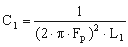 C₁ = 1 / ((2 · π · Fₚ)² · L₁)